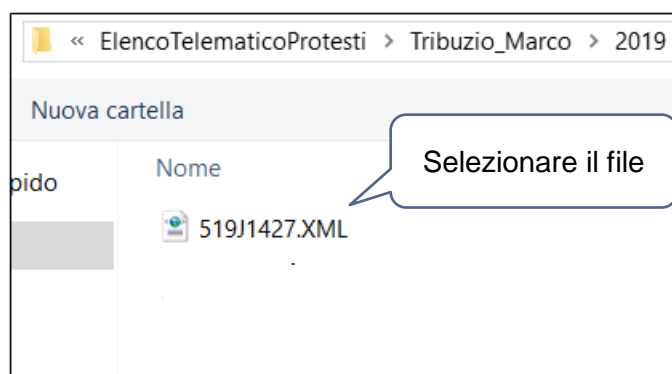 « ElencoTelematicoProtesti > Tribuzio_Marco > 2019
Nuova cartella
pido
Nome
Selezionare il file
519J1427.XML